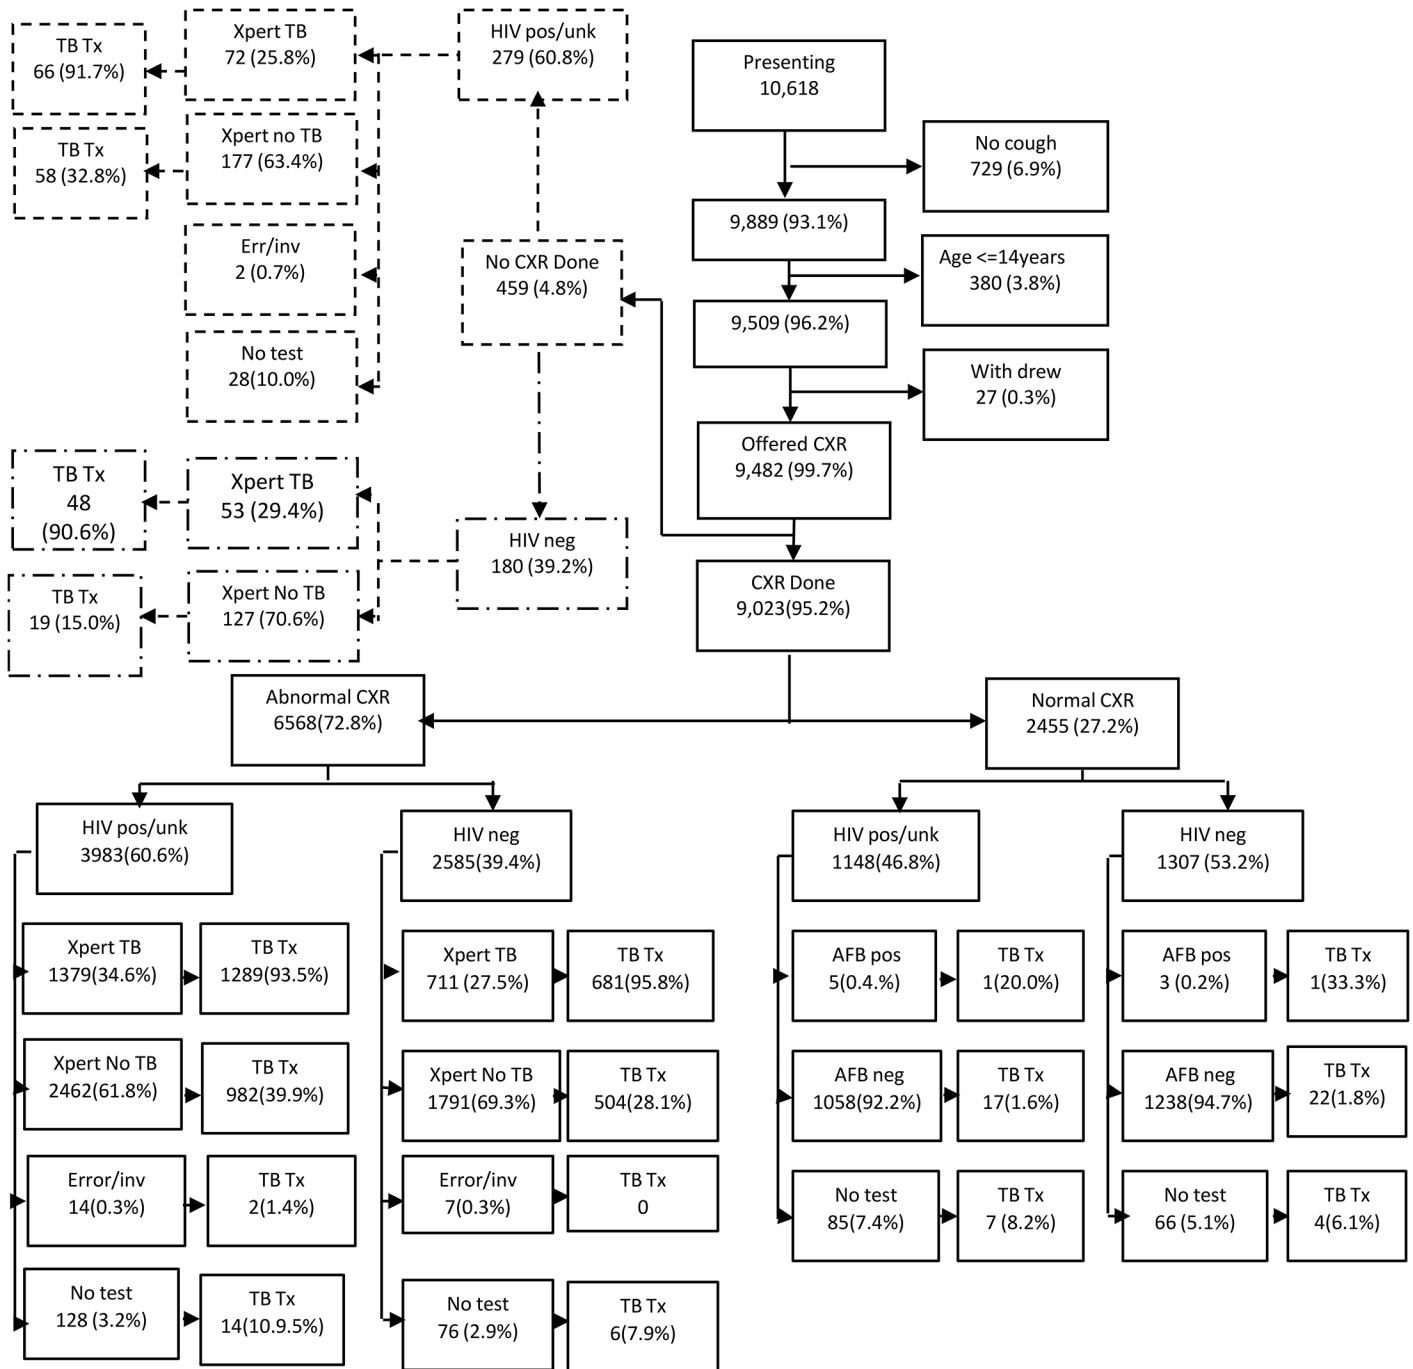 Presenting
10,618
No cough
729 (6.9%)
9,889 (93.1%)
Age <=14years
380 (3.8%)
9,509 (96.2%)
With drew
27 (0.3%)
Offered CXR
9,482 (99.7%)
CXR Done
9,023(95.2%)
No CXR Done
459 (4.8%)
HIV pos/unk
279 (60.8%)
Xpert TB
72 (25.8%)
TB Tx
66 (91.7%)
Xpert no TB
177 (63.4%)
TB Tx
58 (32.8%)
Err/inv
2 (0.7%)
No test
28(10.0%)
HIV neg
180 (39.2%)
Xpert TB
53 (29.4%)
TB Tx
48
(90.6%)
Xpert No TB
127 (70.6%)
TB Tx
19 (15.0%)
Abnormal CXR
6568(72.8%)
Normal CXR
2455 (27.2%)
HIV pos/unk
3983(60.6%)
Xpert TB
1379(34.6%)
TB Tx
1289(93.5%)
Xpert No TB
2462(61.8%)
TB Tx
982(39.9%)
Error/inv
14(0.3%)
TB Tx
2(1.4%)
No test
128 (3.2%)
TB Tx
14(10.9.5%)
HIV neg
2585(39.4%)
Xpert TB
711 (27.5%)
TB Tx
681(95.8%)
Xpert No TB
1791(69.3%)
TB Tx
504(28.1%)
Error/inv
7(0.3%)
TB Tx
0
No test
76 (2.9%)
TB Tx
6(7.9%)
HIV pos/unk
1148(46.8%)
AFB pos
5(0.4.%)
TB Tx
1(20.0%)
AFB neg
1058(92.2%)
TB Tx
17(1.6%)
No test
85(7.4%)
TB Tx
7 (8.2%)
HIV neg
1307 (53.2%)
AFB pos
3 (0.2%)
TB Tx
1(33.3%)
AFB neg
1238(94.7%)
TB Tx
22(1.8%)
No test
66 (5.1%)
TB Tx
4(6.1%)